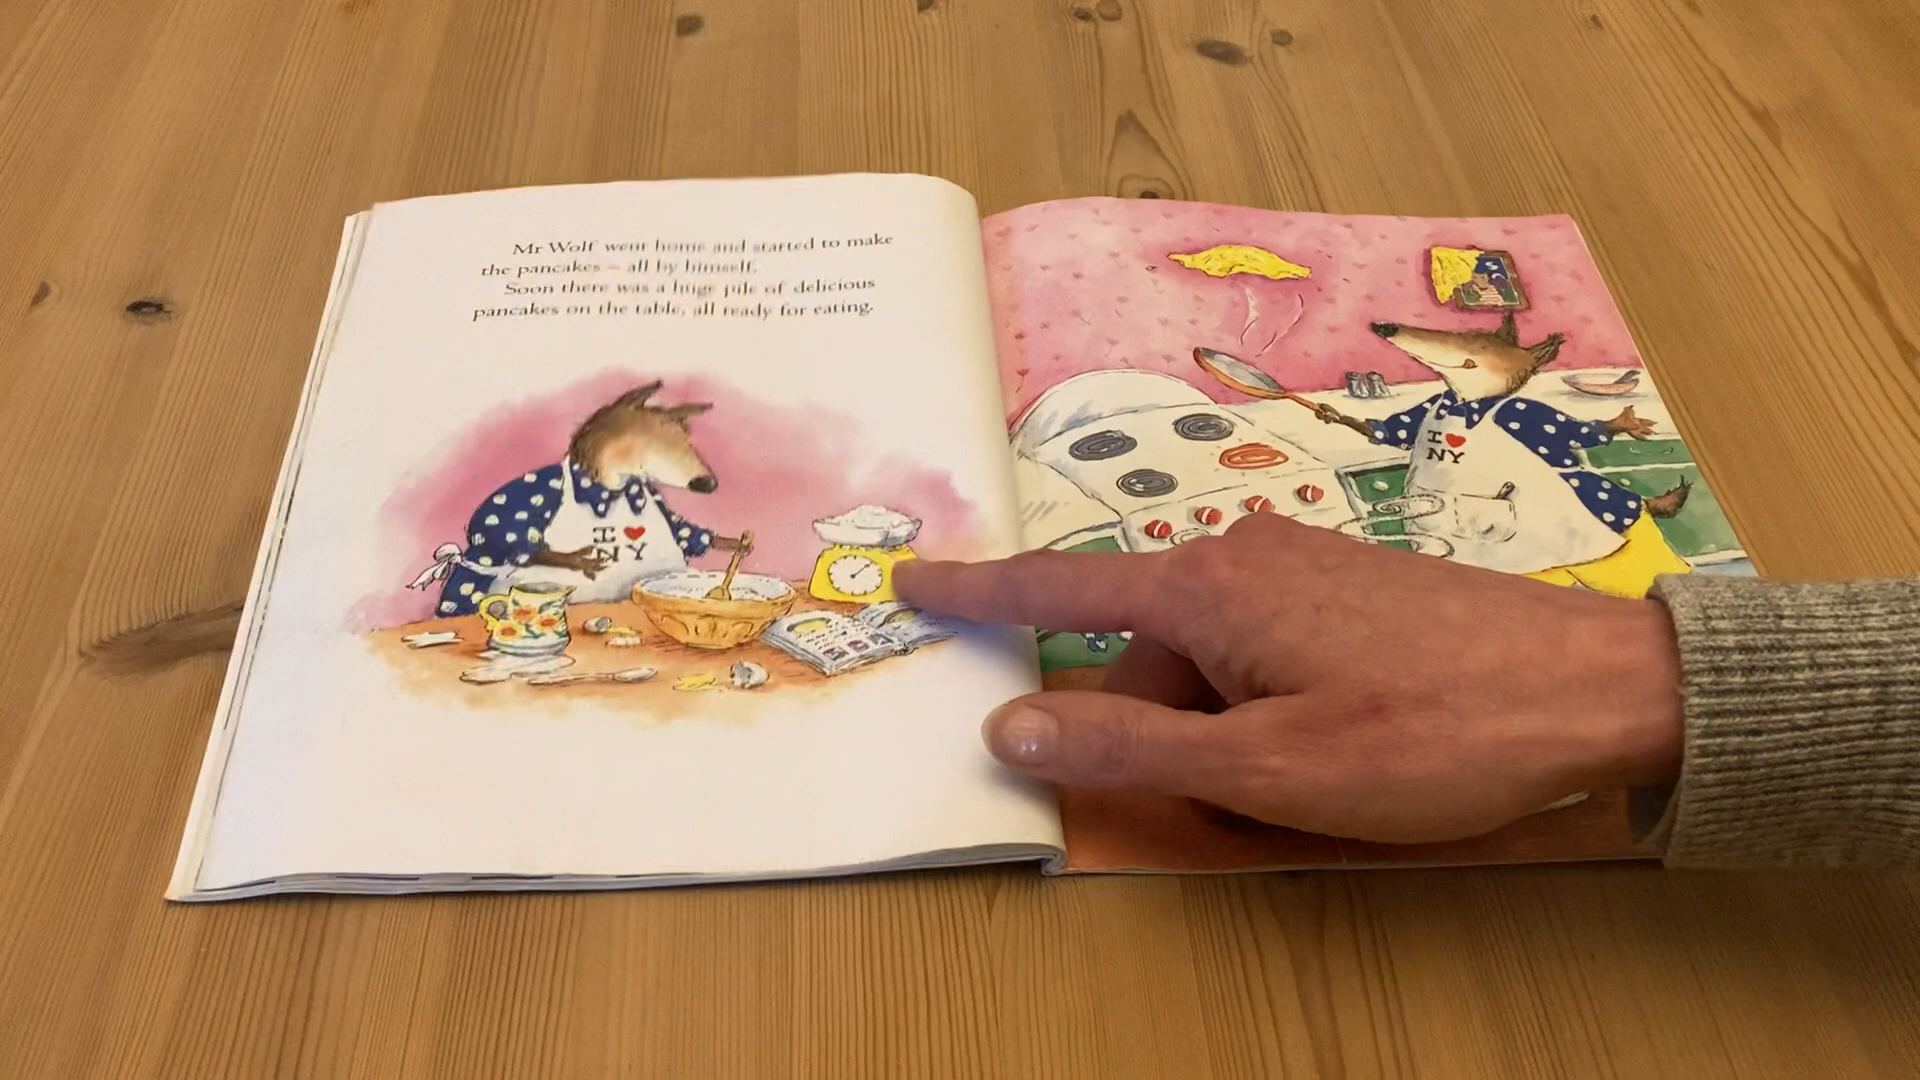 Mr Wolf went home and started to make
the pancakes – all by himself.
Soon there was a huge pile of delicious
pancakes on the table, all ready for eating.
I ♥
NY
I ♥
NY